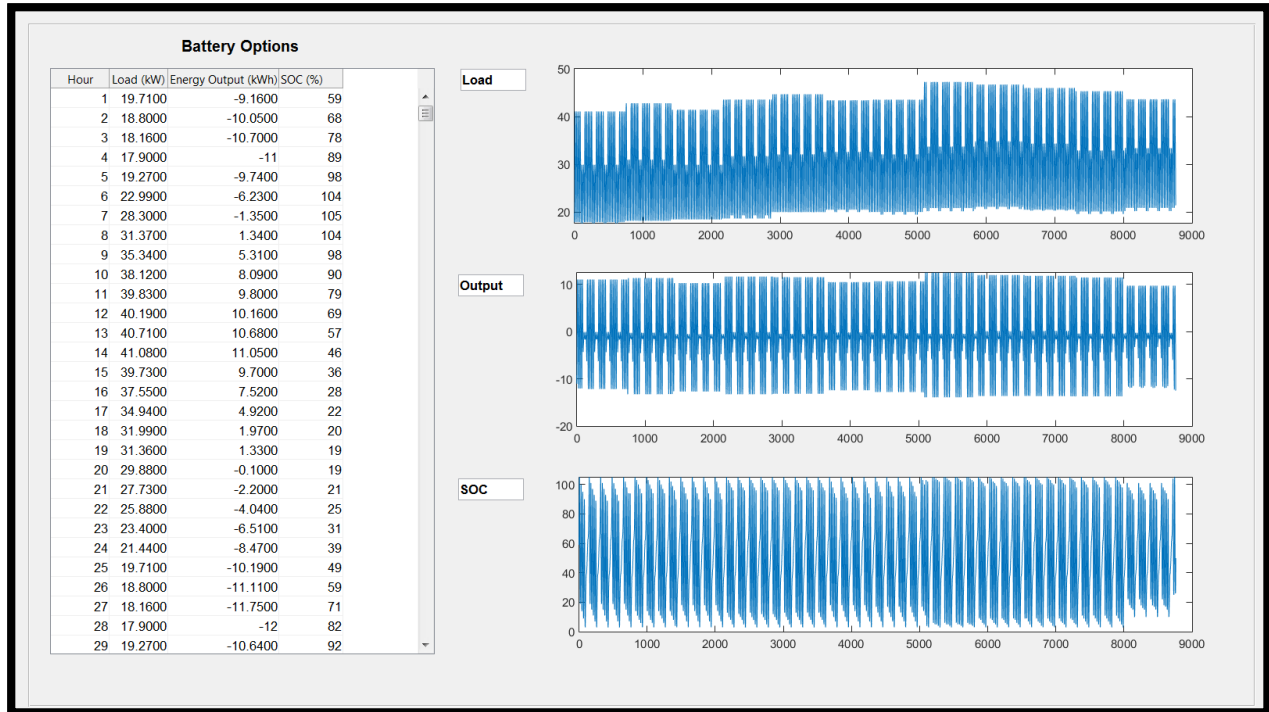 Battery Options
Hour Load (kW) Energy Output (kWh) SOC (%)
1 19.7100 -9.1600 59
2 18.8000 -10.0500 68
3 18.1600 -10.7000 78
4 17.9000 -11 89
5 19.2700 -9.7400 98
6 22.9900 -6.2300 104
7 28.3000 -1.3500 105
8 31.3700 1.3400 104
9 35.3400 5.3100 98
10 38.1200 8.0900 90
11 39.8300 9.8000 79
12 40.1900 10.1600 69
13 40.7100 10.6800 57
14 41.0800 11.0500 46
15 39.7300 9.7000 36
16 37.5500 7.5200 28
17 34.9400 4.9200 22
18 31.9900 1.9700 20
19 31.3600 1.3300 19
20 29.8800 -0.1000 19
21 27.7300 -2.2000 21
22 25.8800 -4.0400 25
23 23.4000 -6.5100 31
24 21.4400 -8.4700 39
25 19.7100 -10.1900 49
26 18.8000 -11.1100 59
27 18.1600 -11.7500 71
28 17.9000 -12 82
29 19.2700 -10.6400 92
Load
50
40
30
20
0 1000 2000 3000 4000 5000 6000 7000 8000 9000
Output
10
0
-10
-20
0 1000 2000 3000 4000 5000 6000 7000 8000 9000
SOC
100
80
60
40
20
0
0 1000 2000 3000 4000 5000 6000 7000 8000 9000